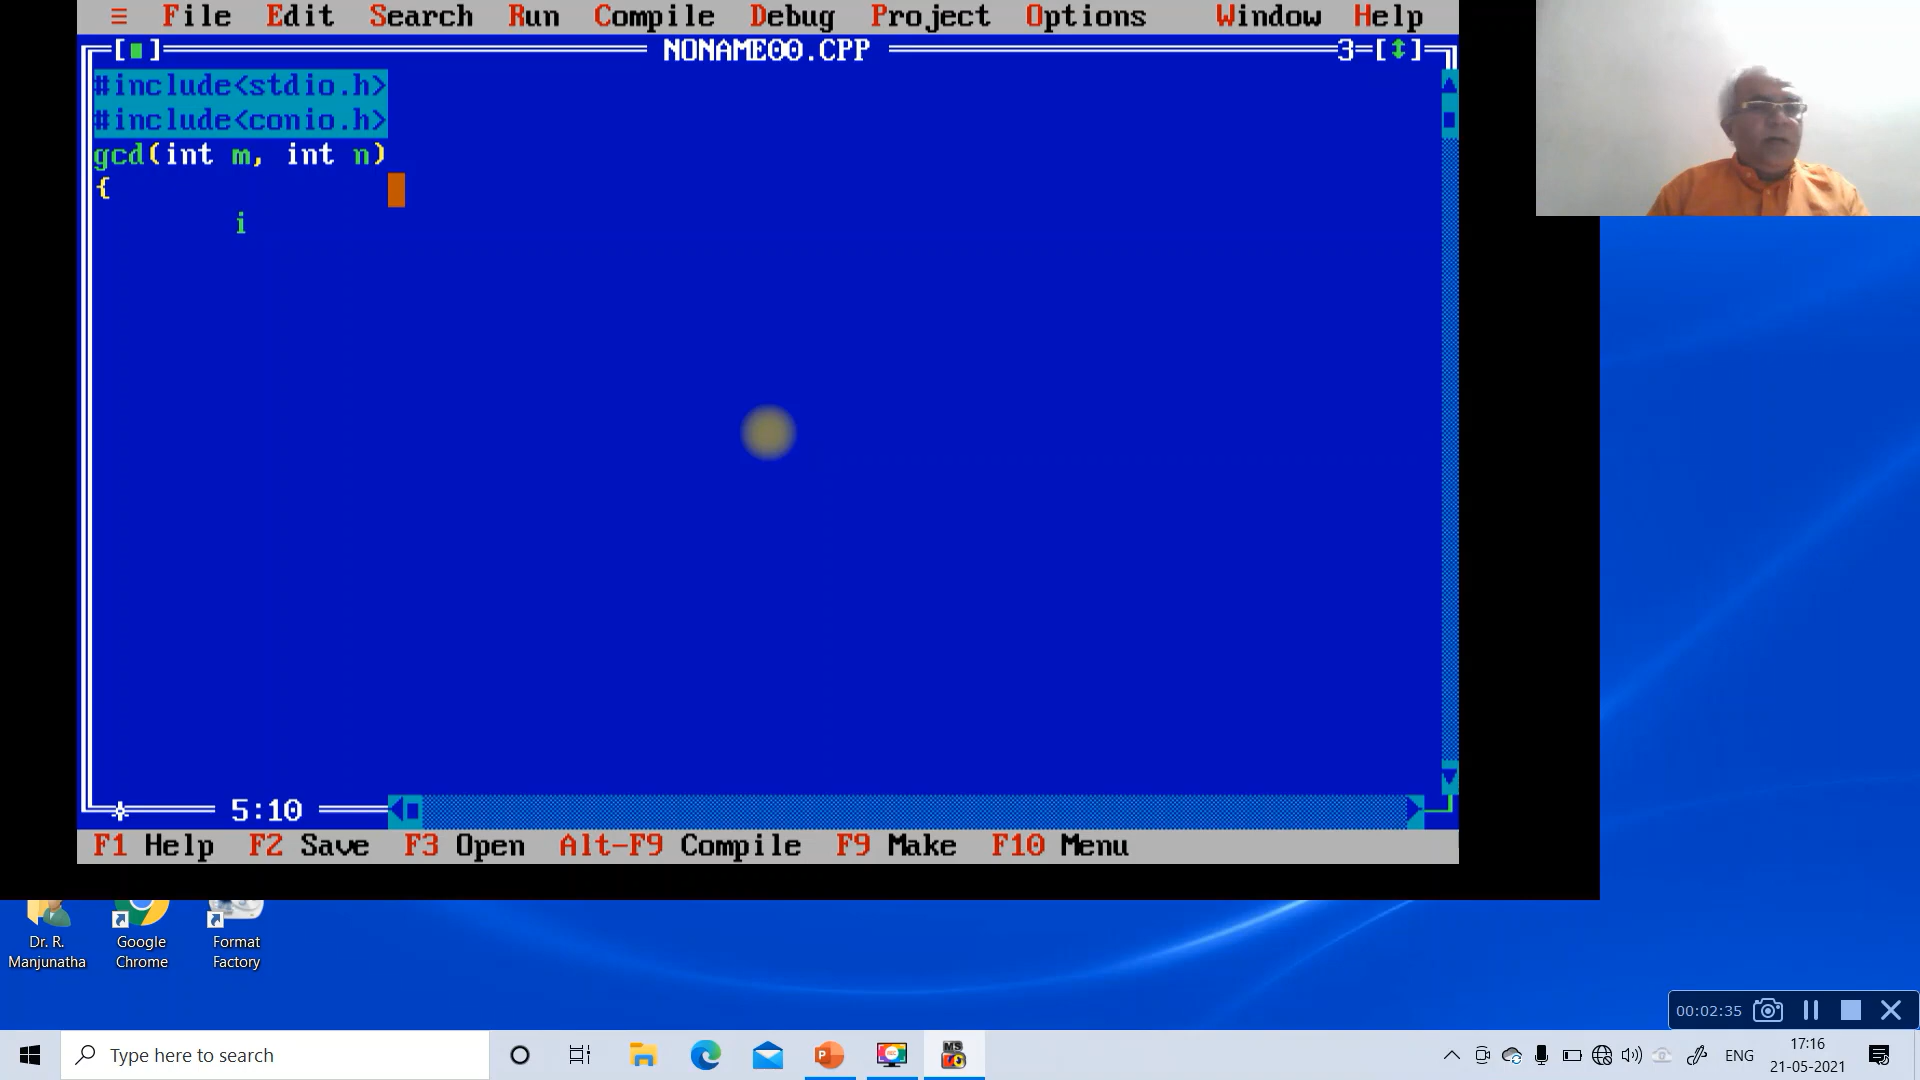 ≡ File Edit Search Run Compile Debug Project Options Window Help
[■] NONAME00.CPP 3=[↕]
#include<stdio.h>
#include<conio.h>
gcd(int m, int n)
{
i
5:10
F1 Help F2 Save F3 Open Alt-F9 Compile F9 Make F10 Menu
Dr. R. Manjunatha
Google Chrome
Format Factory
00:02:35
Type here to search
P
MS
ENG
17:16
21-05-2021